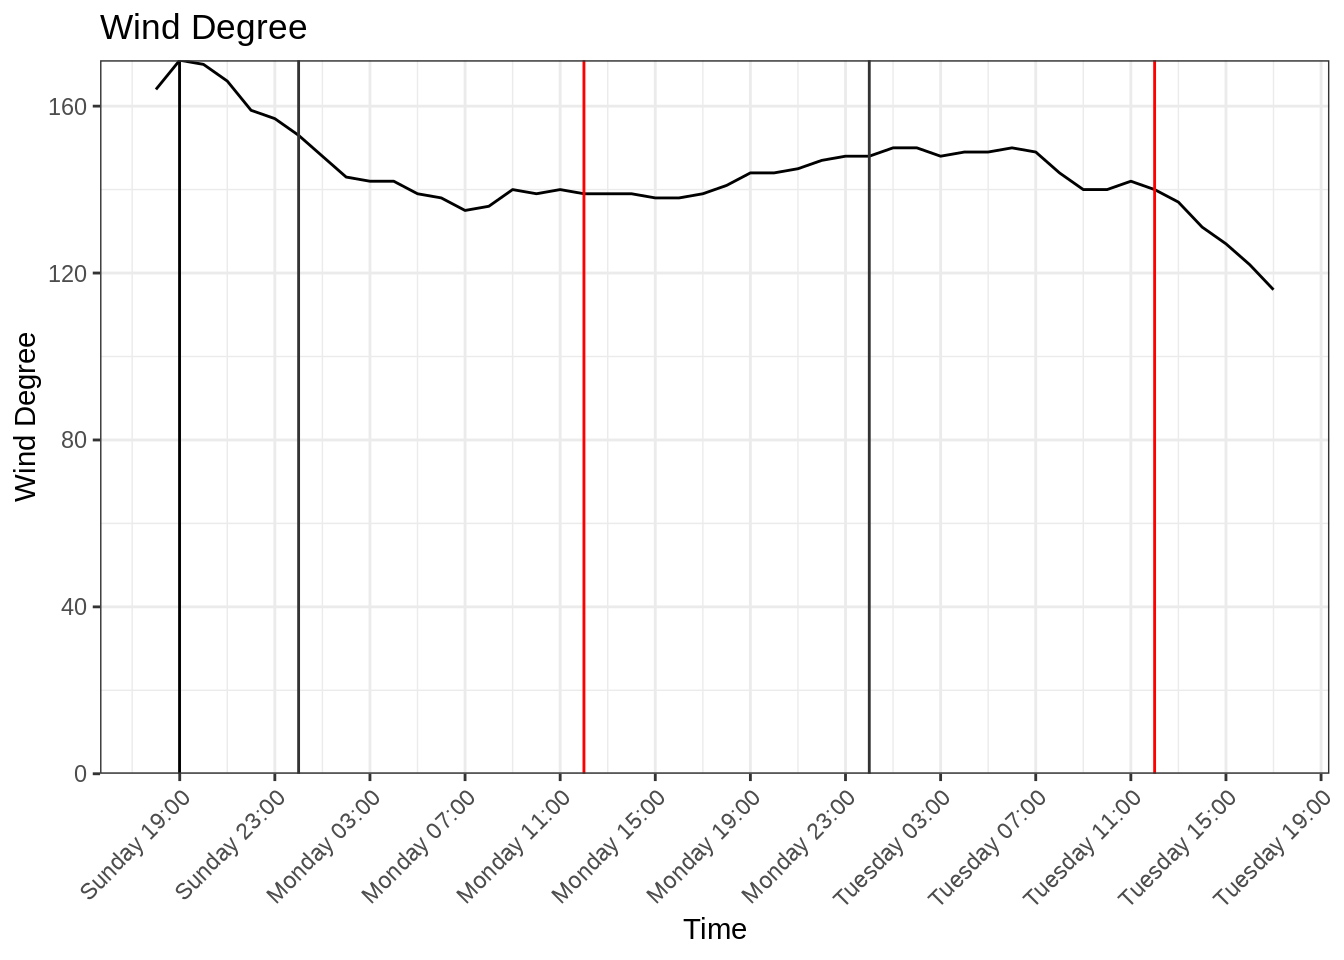 Wind Degree
Wind Degree
160
120
80
40
0
Sunday 19:00
Sunday 23:00
Monday 03:00
Monday 07:00
Monday 11:00
Monday 15:00
Monday 19:00
Monday 23:00
Tuesday 03:00
Tuesday 07:00
Tuesday 11:00
Tuesday 15:00
Tuesday 19:00
Time